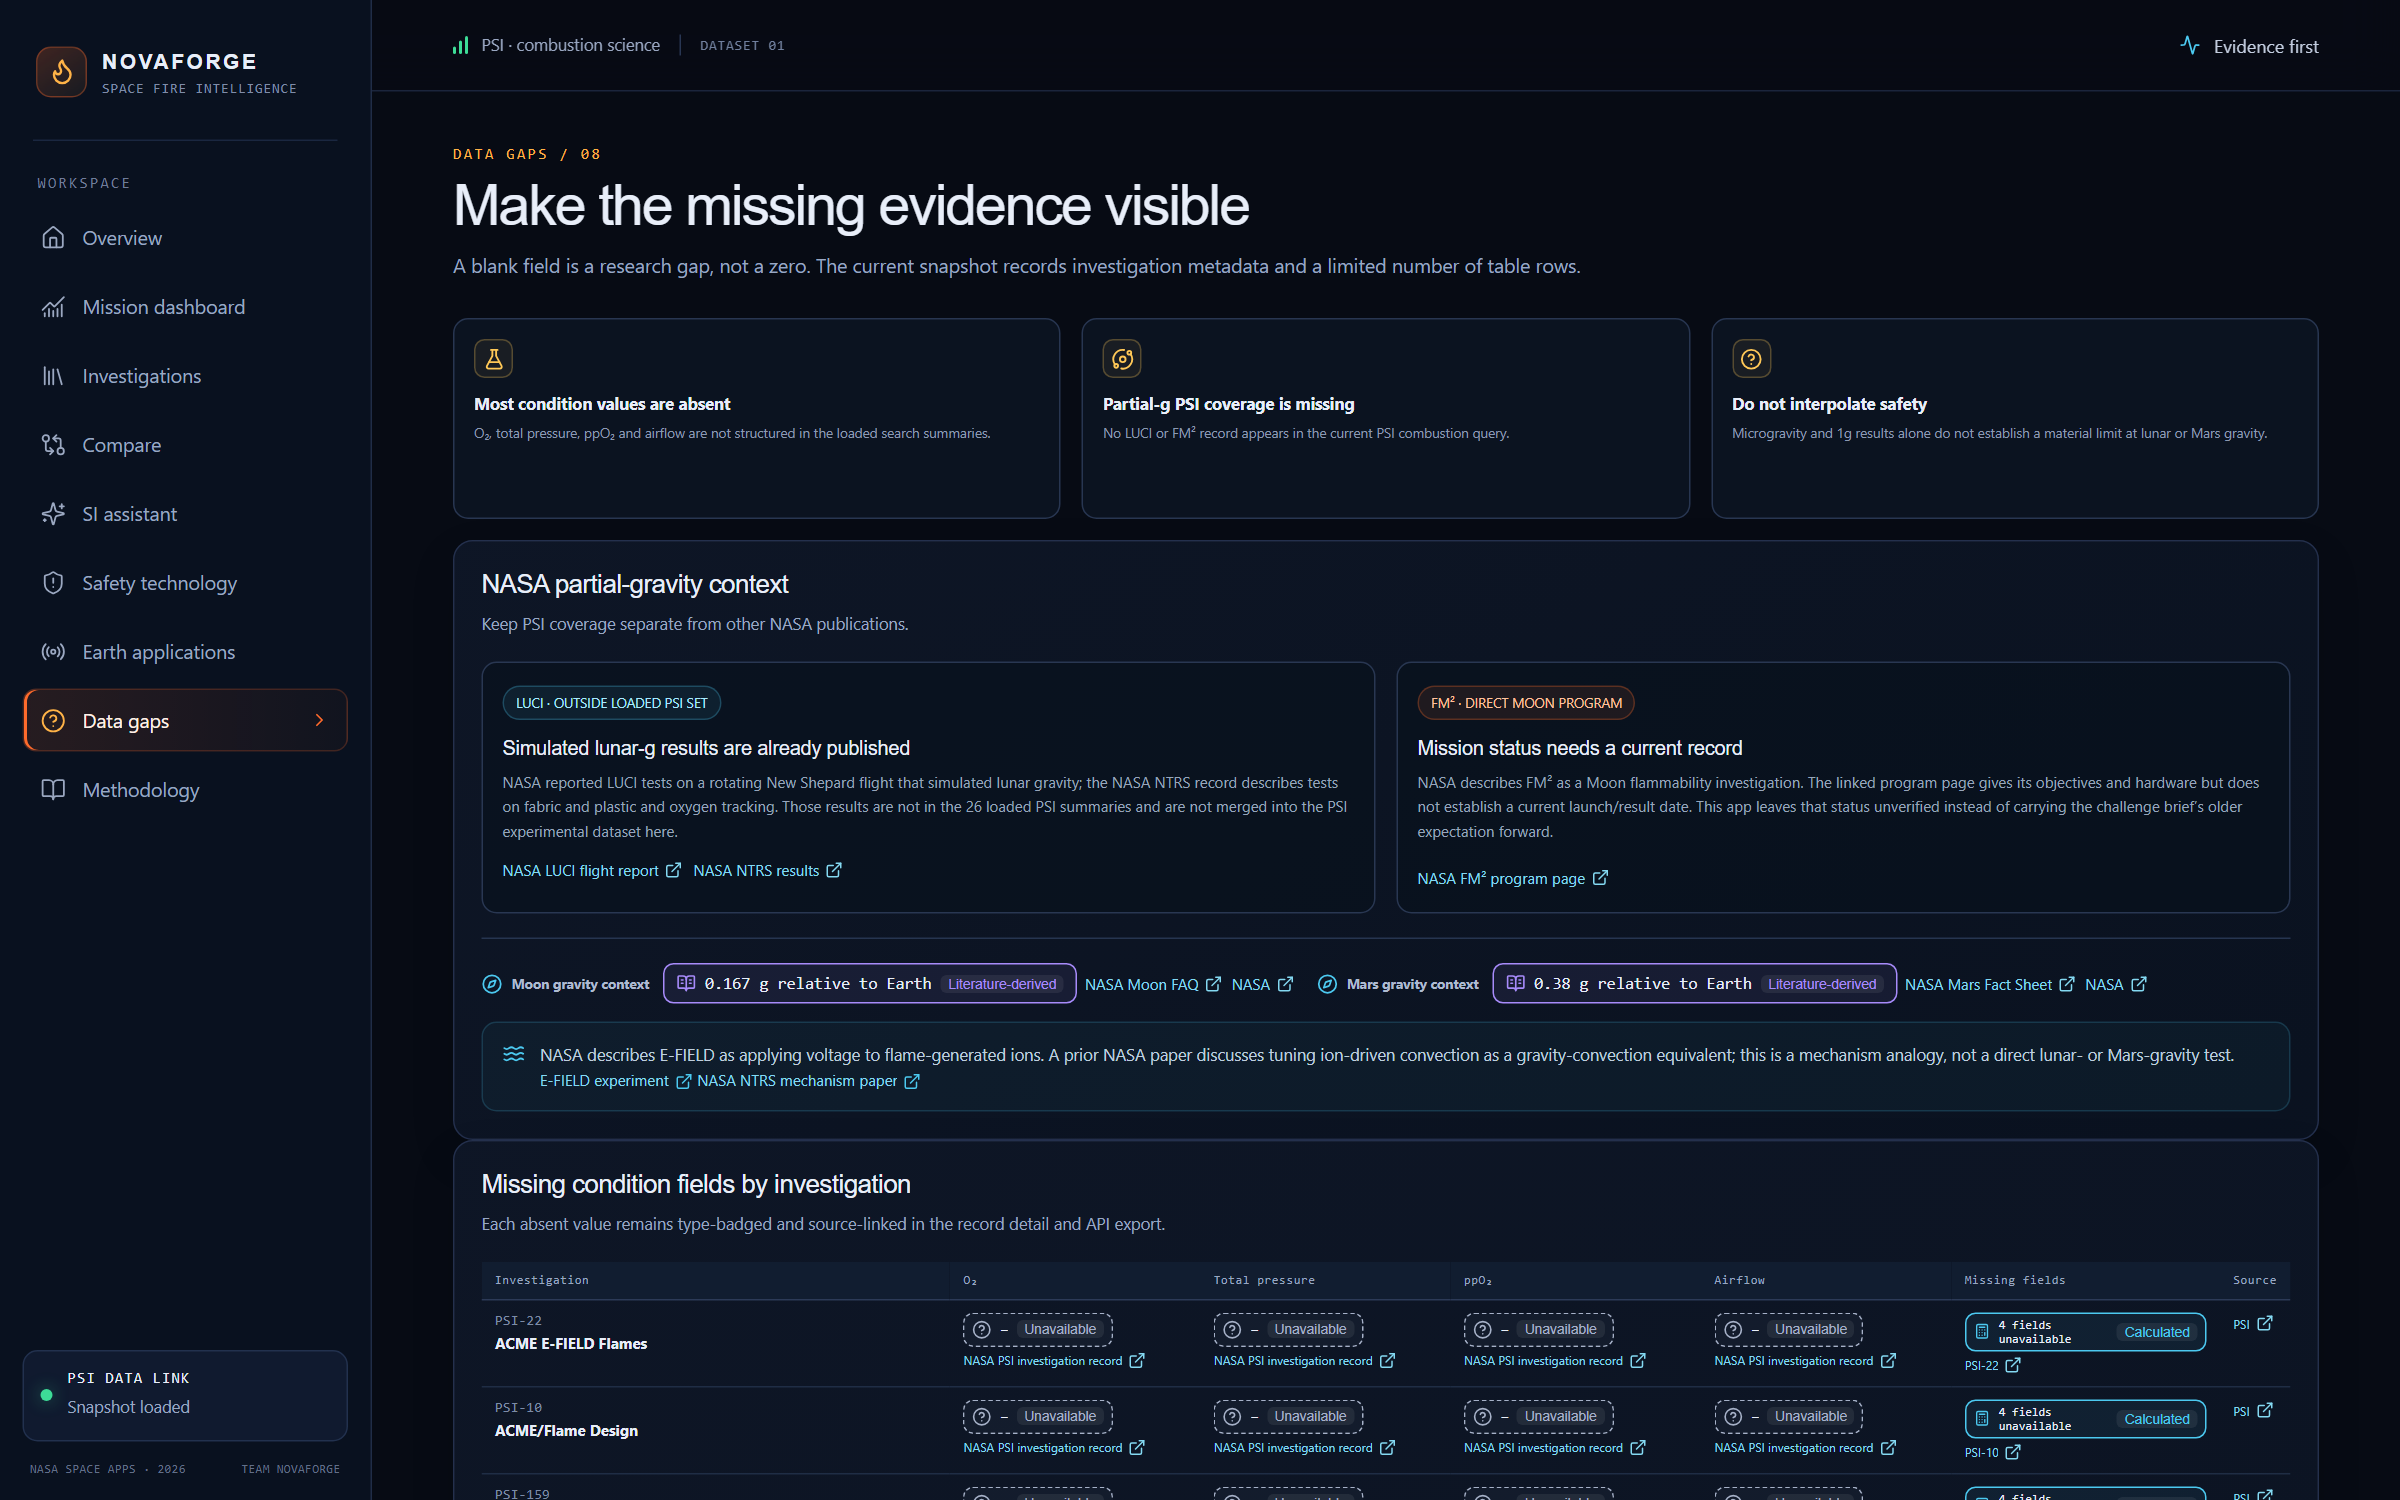 NOVAFORGE
SPACE FIRE INTELLIGENCE
WORKSPACE
Overview
Mission dashboard
Investigations
Compare
SI assistant
Safety technology
Earth applications
Data gaps
Methodology
PSI DATA LINK
Snapshot loaded
NASA SPACE APPS · 2026 TEAM NOVAFORGE
PSI · combustion science DATASET 01 Evidence first
DATA GAPS / 08
Make the missing evidence visible
A blank field is a research gap, not a zero. The current snapshot records investigation metadata and a limited number of table rows.
Most condition values are absent
O₂, total pressure, ppO₂ and airflow are not structured in the loaded search summaries.
Partial-g PSI coverage is missing
No LUCI or FM² record appears in the current PSI combustion query.
Do not interpolate safety
Microgravity and 1g results alone do not establish a material limit at lunar or Mars gravity.
NASA partial-gravity context
Keep PSI coverage separate from other NASA publications.
LUCI · OUTSIDE LOADED PSI SET
Simulated lunar-g results are already published
NASA reported LUCI tests on a rotating New Shepard flight that simulated lunar gravity; the NASA NTRS record describes tests
on fabric and plastic and oxygen tracking. Those results are not in the 26 loaded PSI summaries and are not merged into the PSI
experimental dataset here.
NASA LUCI flight report NASA NTRS results
FM² · DIRECT MOON PROGRAM
Mission status needs a current record
NASA describes FM² as a Moon flammability investigation. The linked program page gives its objectives and hardware but does
not establish a current launch/result date. This app leaves that status unverified instead of carrying the challenge brief’s older
expectation forward.
NASA FM² program page
Moon gravity context 0.167 g relative to Earth Literature-derived NASA Moon FAQ NASA Mars gravity context 0.38 g relative to Earth Literature-derived NASA Mars Fact Sheet NASA
NASA describes E-FIELD as applying voltage to flame-generated ions. A prior NASA paper discusses tuning ion-driven convection as a gravity-convection equivalent; this is a mechanism analogy, not a direct lunar- or Mars-gravity test.
E-FIELD experiment NASA NTRS mechanism paper
Missing condition fields by investigation
Each absent value remains type-badged and source-linked in the record detail and API export.
Investigation O₂ Total pressure ppO₂ Airflow Missing fields Source
PSI-22
ACME E-FIELD Flames
– Unavailable – Unavailable – Unavailable – Unavailable 4 fields unavailable Calculated PSI
NASA PSI investigation record NASA PSI investigation record NASA PSI investigation record NASA PSI investigation record PSI-22
PSI-10
ACME/Flame Design
– Unavailable – Unavailable – Unavailable – Unavailable 4 fields unavailable Calculated PSI
NASA PSI investigation record NASA PSI investigation record NASA PSI investigation record NASA PSI investigation record PSI-10
PSI-159
4 fields